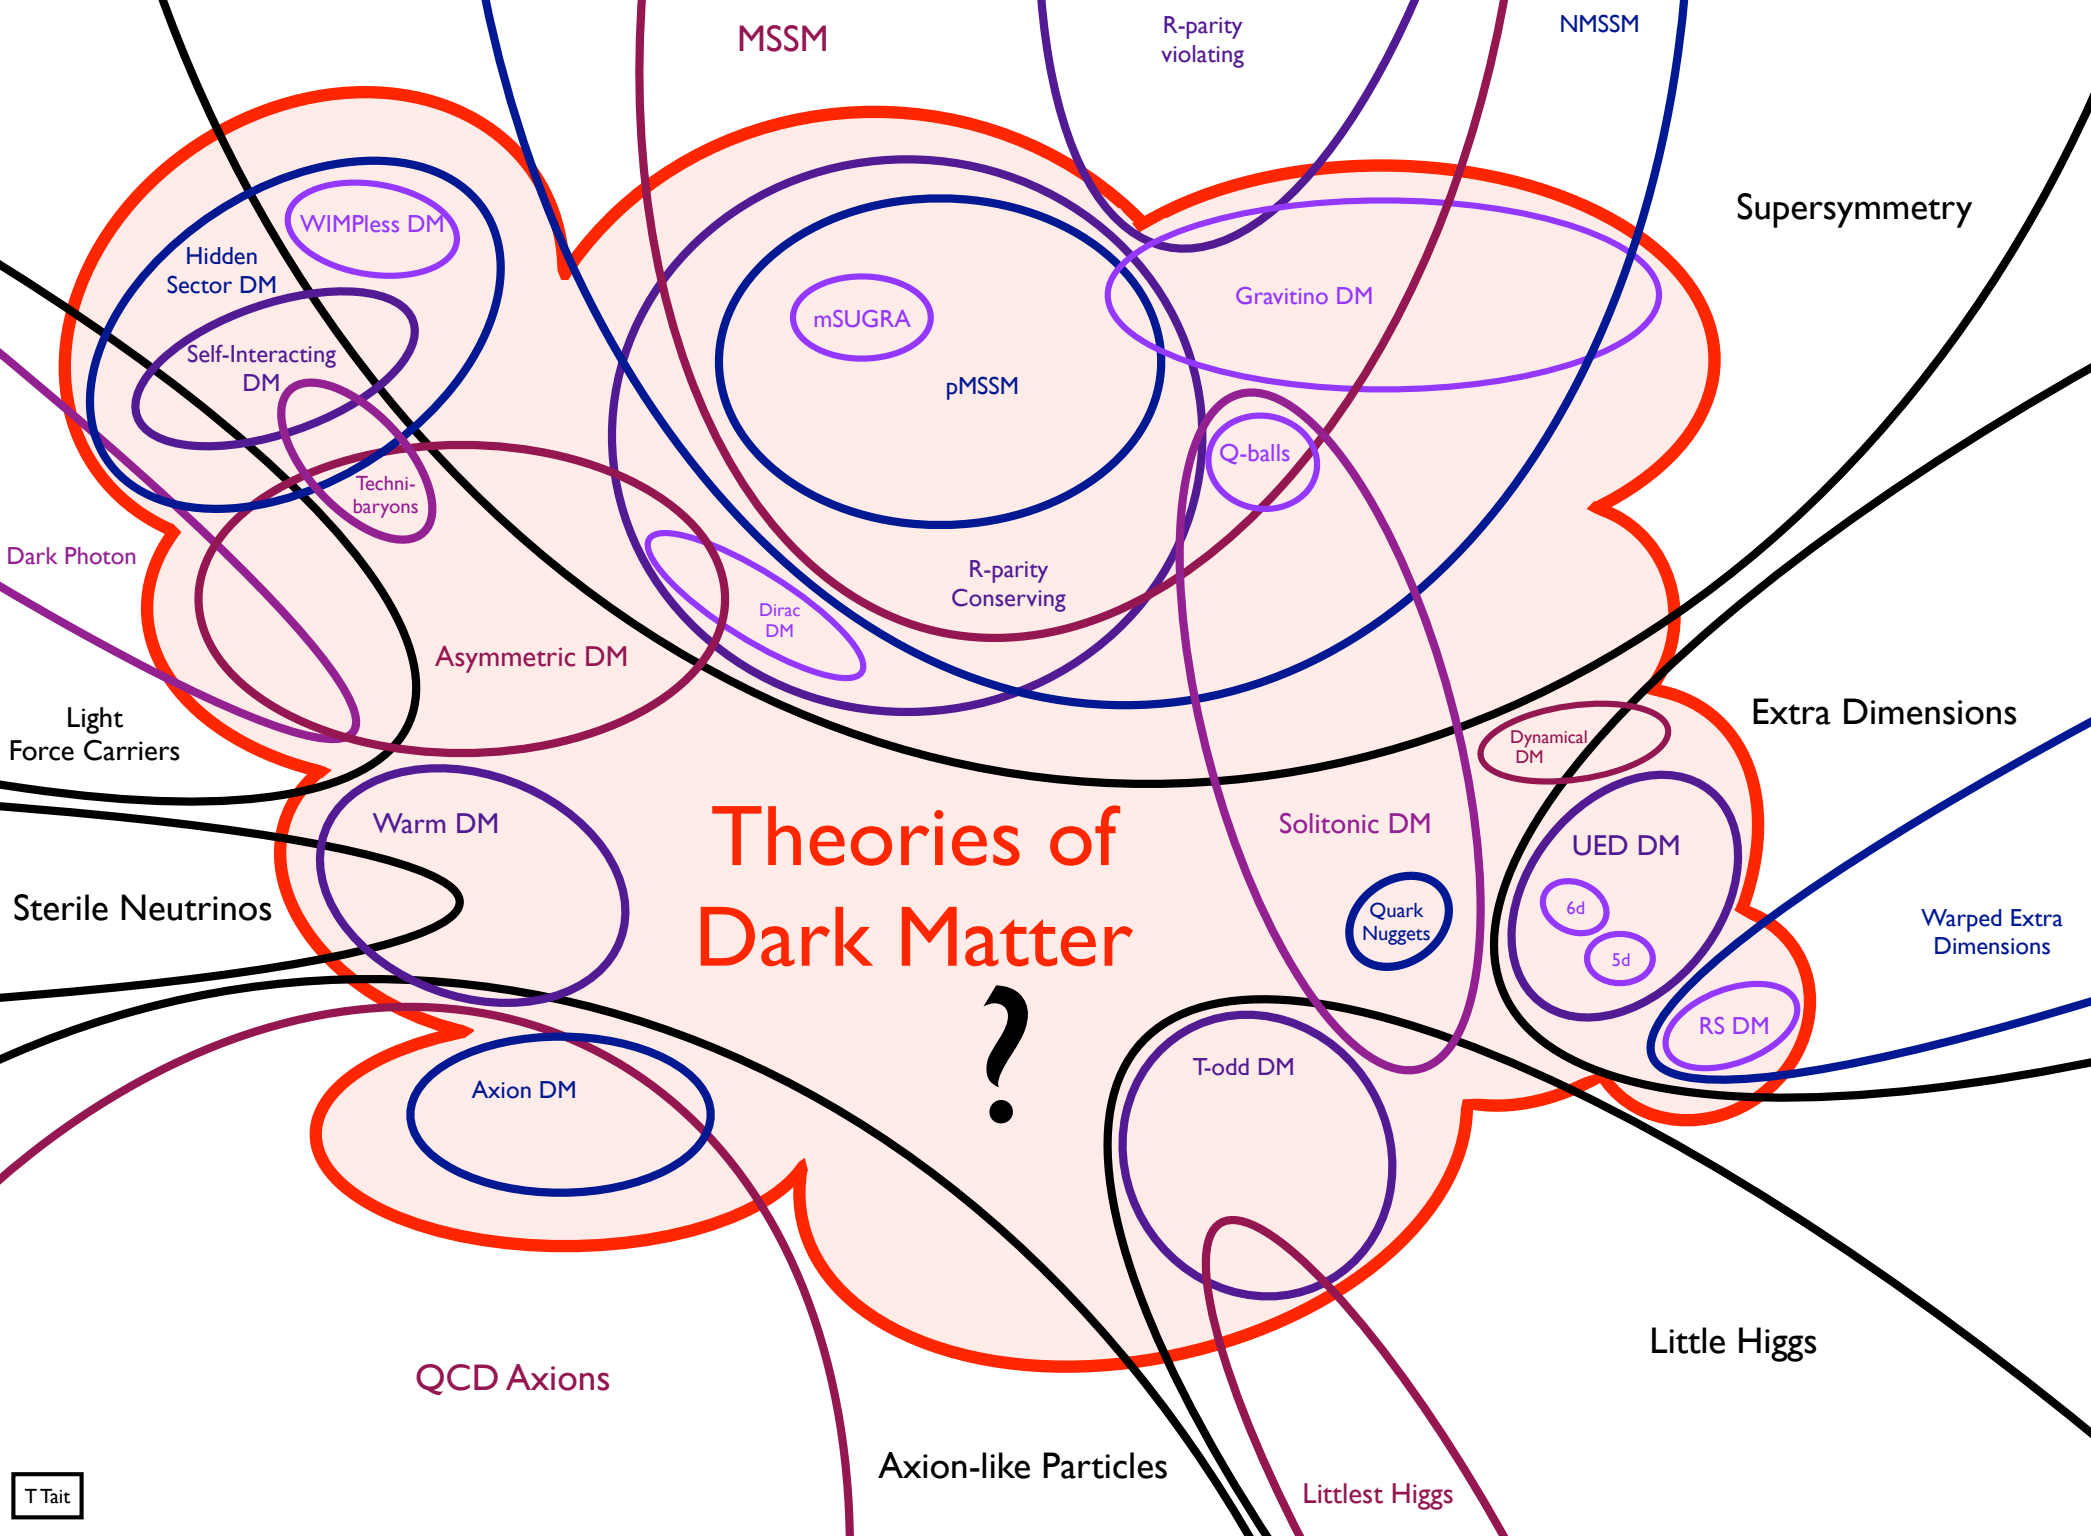 MSSM
R-parity
violating
NMSSM
Supersymmetry
WIMPless DM
Hidden
Sector DM
mSUGRA
Gravitino DM
Self-Interacting
DM
pMSSM
Q-balls
Techni-
baryons
Dark Photon
R-parity
Conserving
Dirac
DM
Asymmetric DM
Light
Force Carriers
Extra Dimensions
Dynamical
DM
Warm DM
Theories of
Dark Matter
?
Solitonic DM
UED DM
Sterile Neutrinos
Quark
Nuggets
6d
5d
Warped Extra
Dimensions
RS DM
Axion DM
T-odd DM
Little Higgs
QCD Axions
Axion-like Particles
Littlest Higgs
T Tait